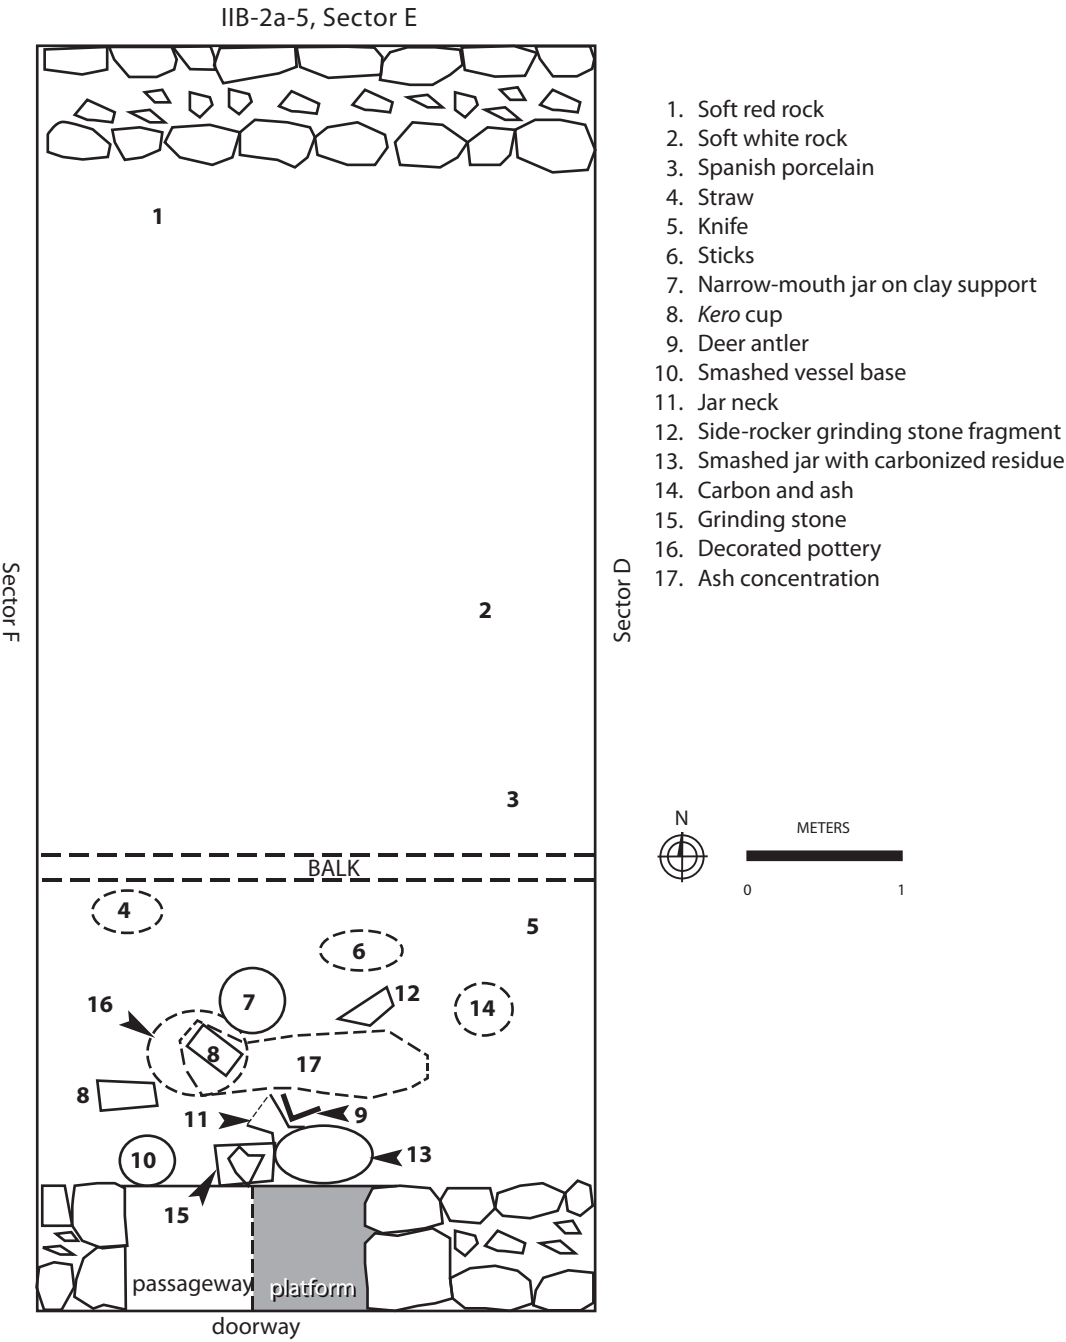 IIB-2a-5, Sector E
1
2
3
BALK
4
5
6
7
12
14
16
8
17
8
11
9
10
13
15
passageway
platform
doorway
Sector F
Sector D
1. Soft red rock
2. Soft white rock
3. Spanish porcelain
4. Straw
5. Knife
6. Sticks
7. Narrow-mouth jar on clay support
8. Kero cup
9. Deer antler
10. Smashed vessel base
11. Jar neck
12. Side-rocker grinding stone fragment
13. Smashed jar with carbonized residue
14. Carbon and ash
15. Grinding stone
16. Decorated pottery
17. Ash concentration
N
METERS
0 1